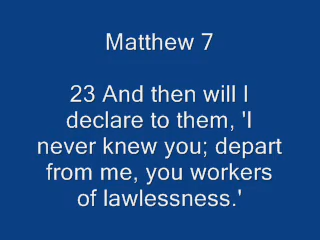 Matthew 7
23 And then will I
declare to them, 'I
never knew you; depart
from me, you workers
of lawlessness.'